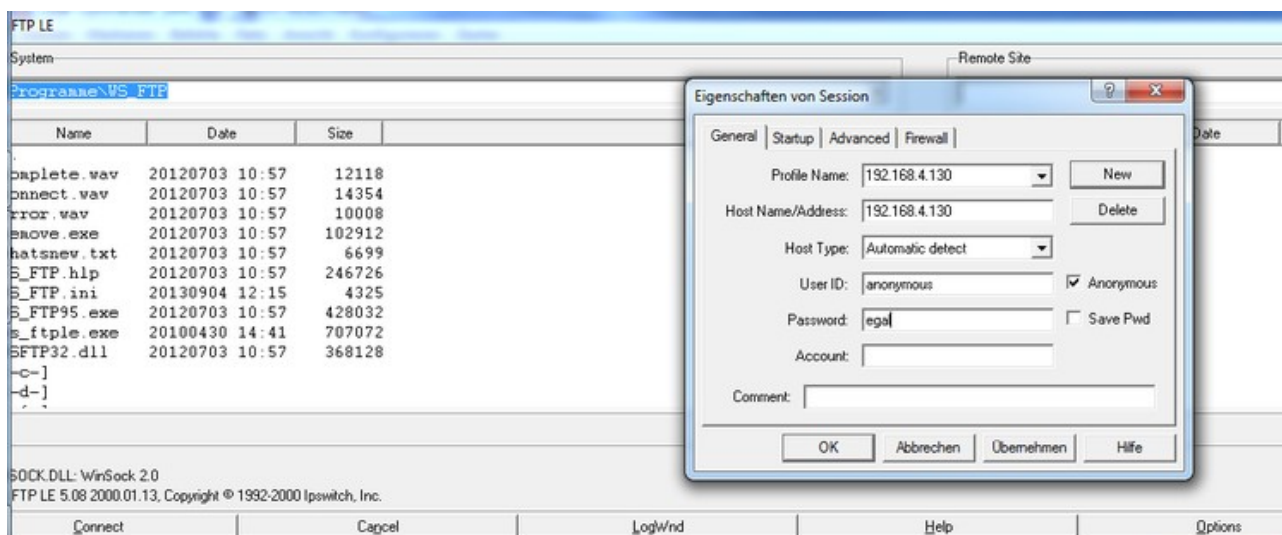 FTP LE
System
Remote Site
Programme\WS_FTP
Name Date Size
Date
omplete.wav 20120703 10:57 12118
onnect.wav 20120703 10:57 14354
rror.wav 20120703 10:57 10008
emove.exe 20120703 10:57 102912
hatsnew.txt 20120703 10:57 6699
S_FTP.hlp 20120703 10:57 246726
S_FTP.ini 20130904 12:15 4325
S_FTP95.exe 20120703 10:57 428032
s_ftple.exe 20100430 14:41 707072
SFTP32.dll 20120703 10:57 368128
-c-]
-d-]
Eigenschaften von Session
General Startup Advanced Firewall
Profile Name: 192.168.4.130 New
Host Name/Address: 192.168.4.130 Delete
Host Type: Automatic detect
User ID: anonymous Anonymous
Password: egal Save Pwd
Account:
Comment:
OK Abbrechen Übernehmen Hilfe
SOCK.DLL: WinSock 2.0
FTP LE 5.08 2000.01.13, Copyright © 1992-2000 Ipswitch, Inc.
Connect Cancel LogWnd Help Options